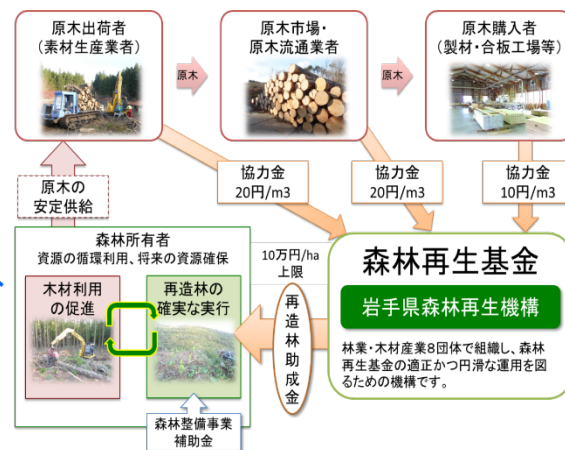 原木出荷者
(素材生産業者)
原木
原木市場・
原木流通業者
原木
原木購入者
(製材・合板工場等)
協力金
20円/m3
協力金
20円/m3
協力金
10円/m3
原木の
安定供給
森林所有者
資源の循環利用、将来の資源確保
木材利用
の促進
再造林の
確実な実行
森林整備事業
補助金
10万円/ha
上限
再造林助成金
森林再生基金
岩手県森林再生機構
林業・木材産業8団体で組織し、森林
再生基金の適正かつ円滑な運用を図
るための機構です。